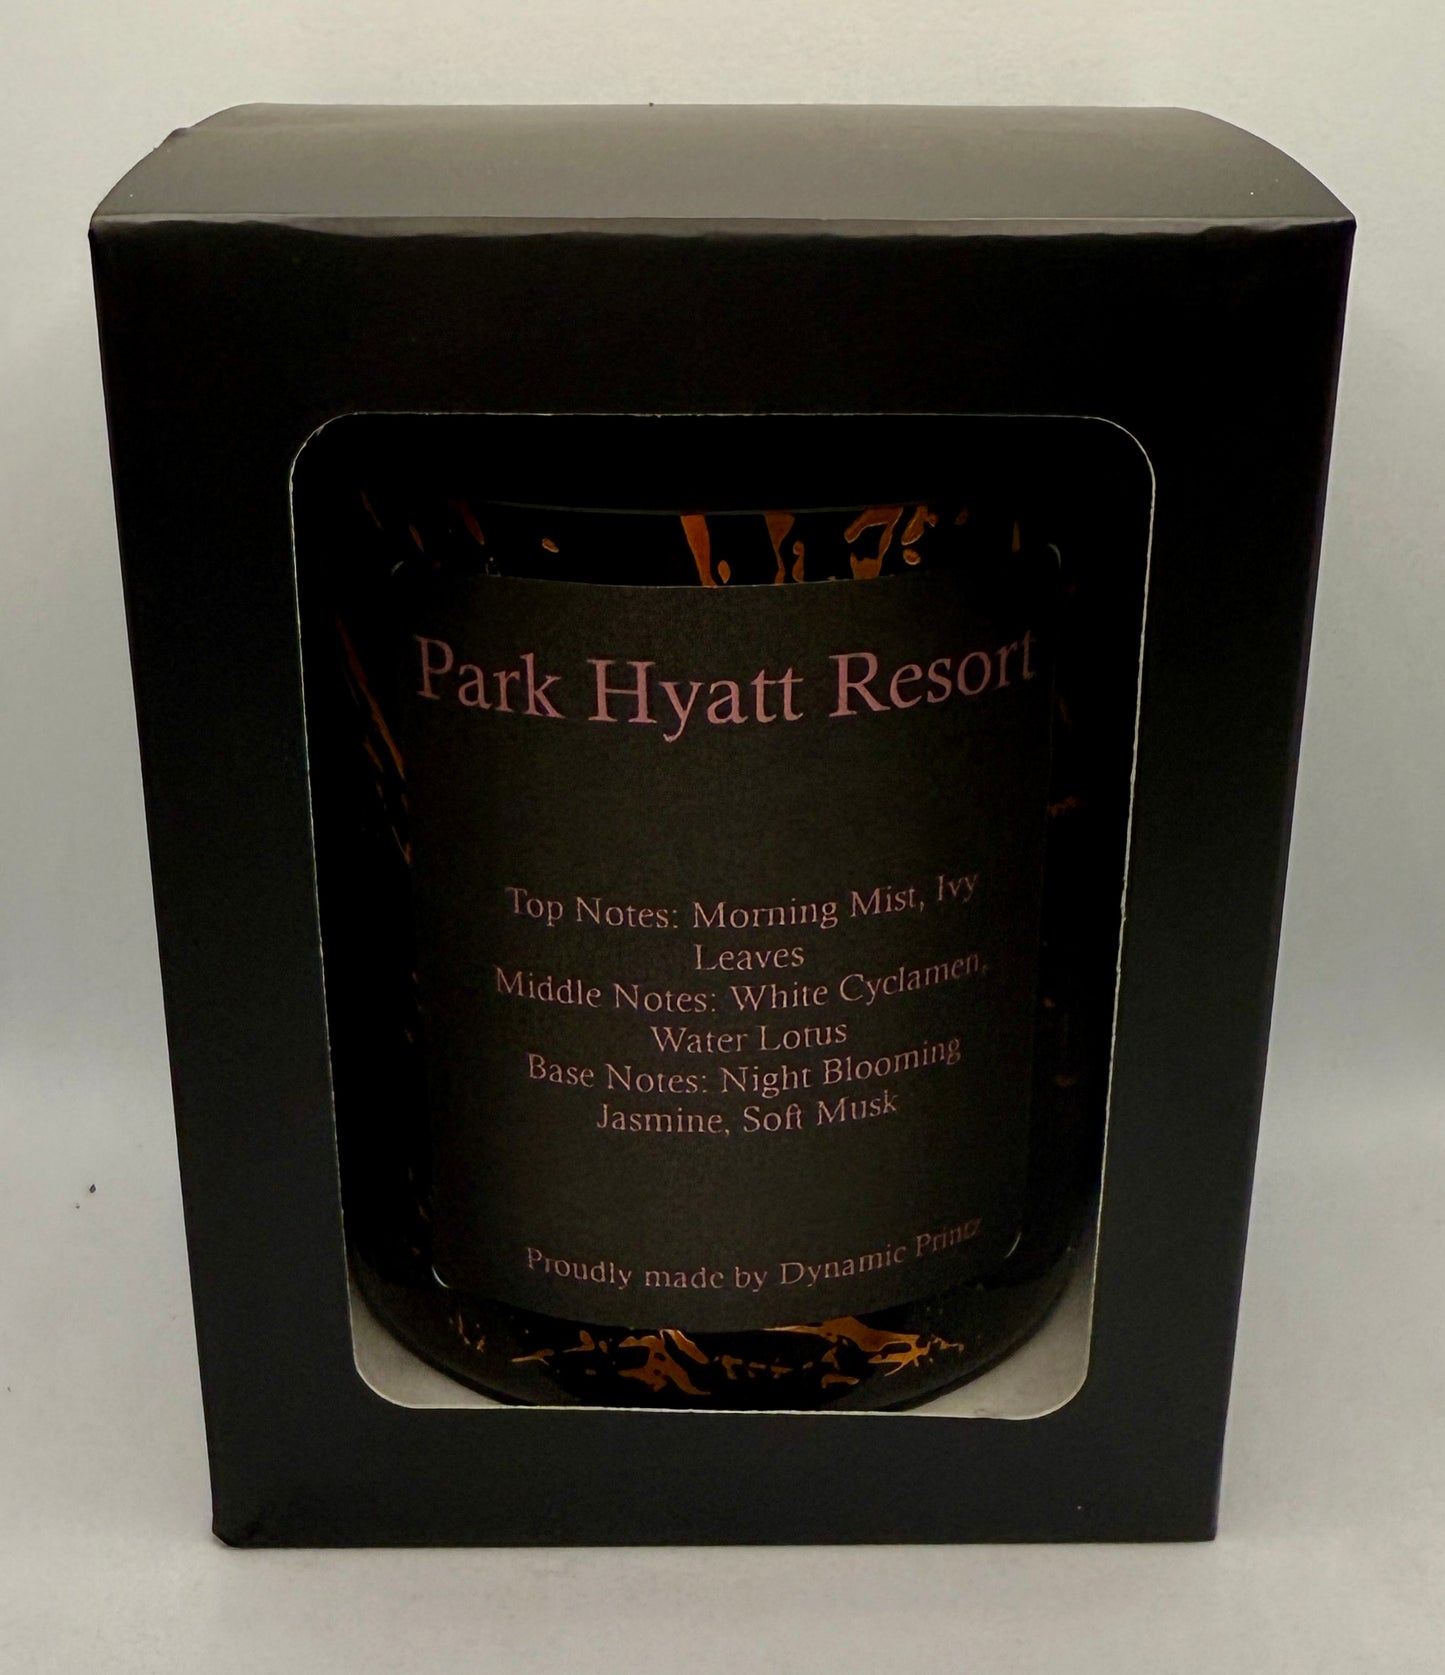 Park Hyatt Resort
Top Notes: Morning Mist, Ivy
Leaves
Middle Notes: White Cyclamen,
Water Lotus
Base Notes: Night Blooming
Jasmine, Soft Musk
Proudly made by Dynamic Printz